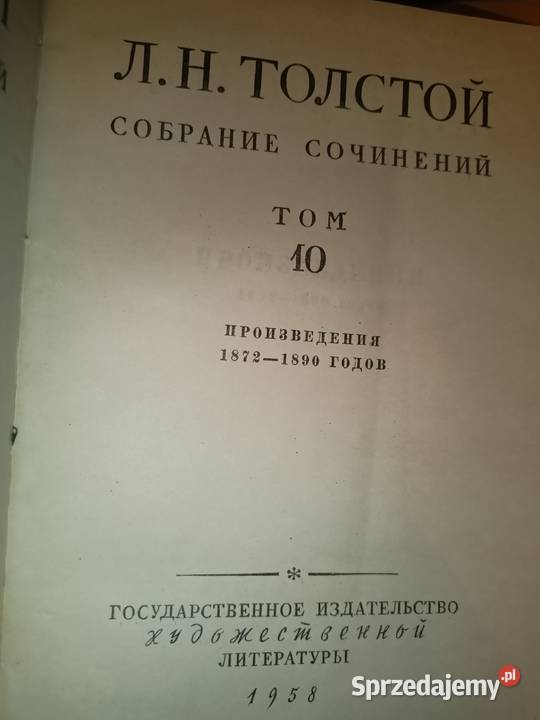 Л. Н. ТОЛСТОЙ
СОБРАНИЕ СОЧИНЕНИЙ
ТОМ
10
ПРОИЗВЕДЕНИЯ
1872—1890 ГОДОВ
*
ГОСУДАРСТВЕННОЕ ИЗДАТЕЛЬСТВО
художественной
ЛИТЕРАТУРЫ
1958
Sprzedajemy.pl